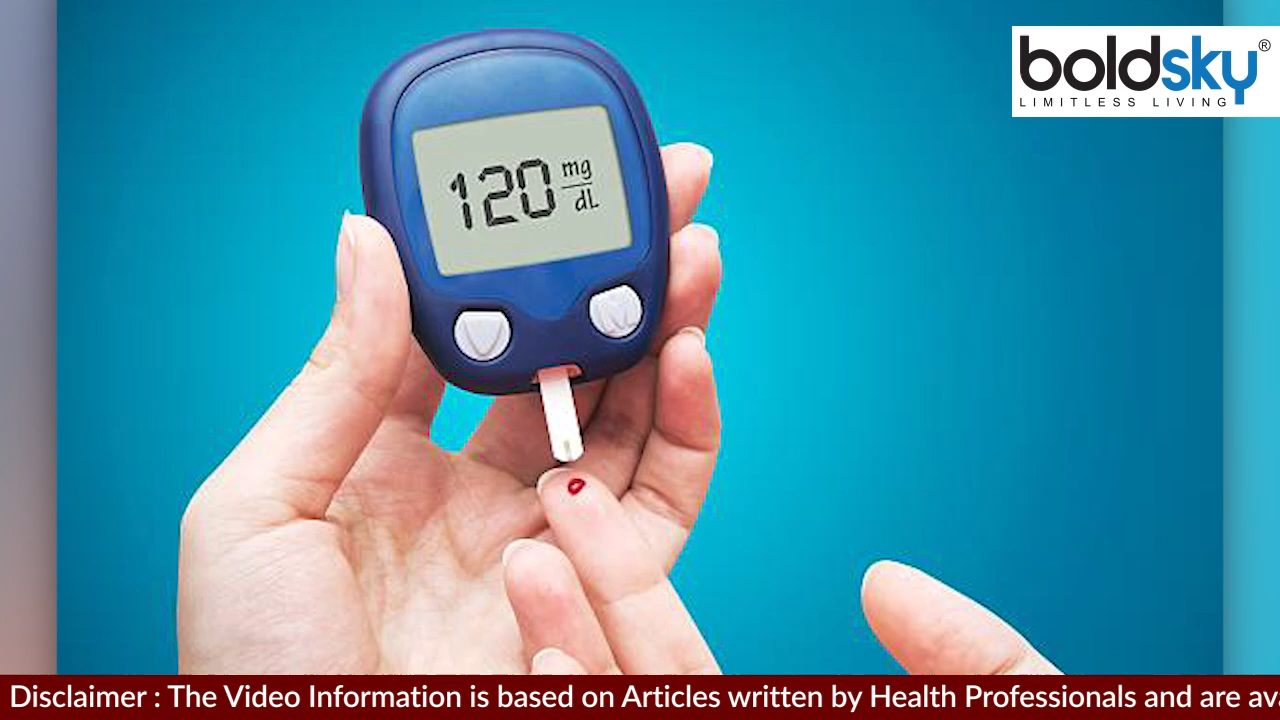 boldsky®
LIMITLESS LIVING
120 mg/dL
Disclaimer : The Video Information is based on Articles written by Health Professionals and are av